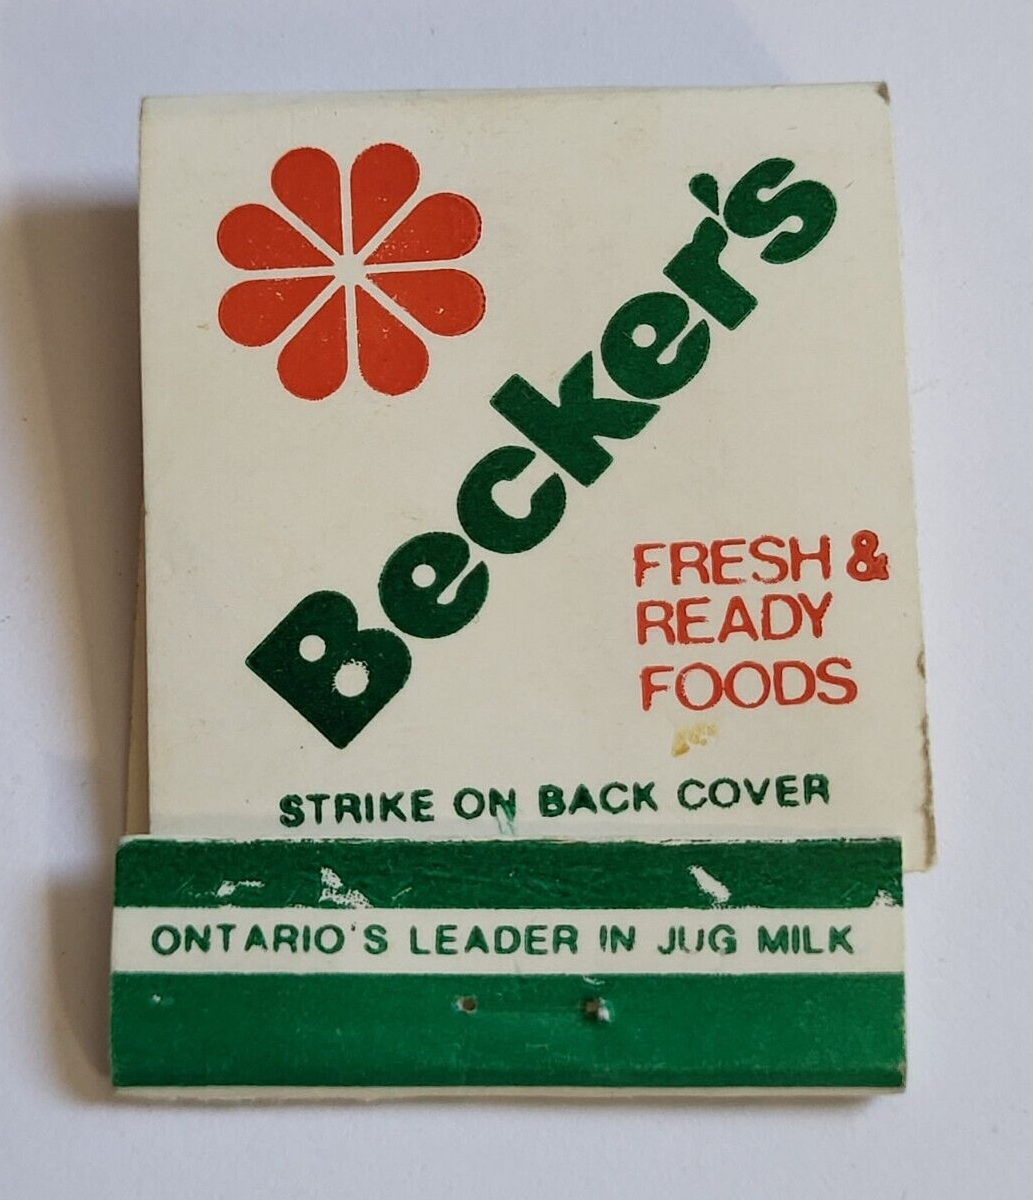 Becker's
FRESH &
READY
FOODS
STRIKE ON BACK COVER
ONTARIO'S LEADER IN JUG MILK